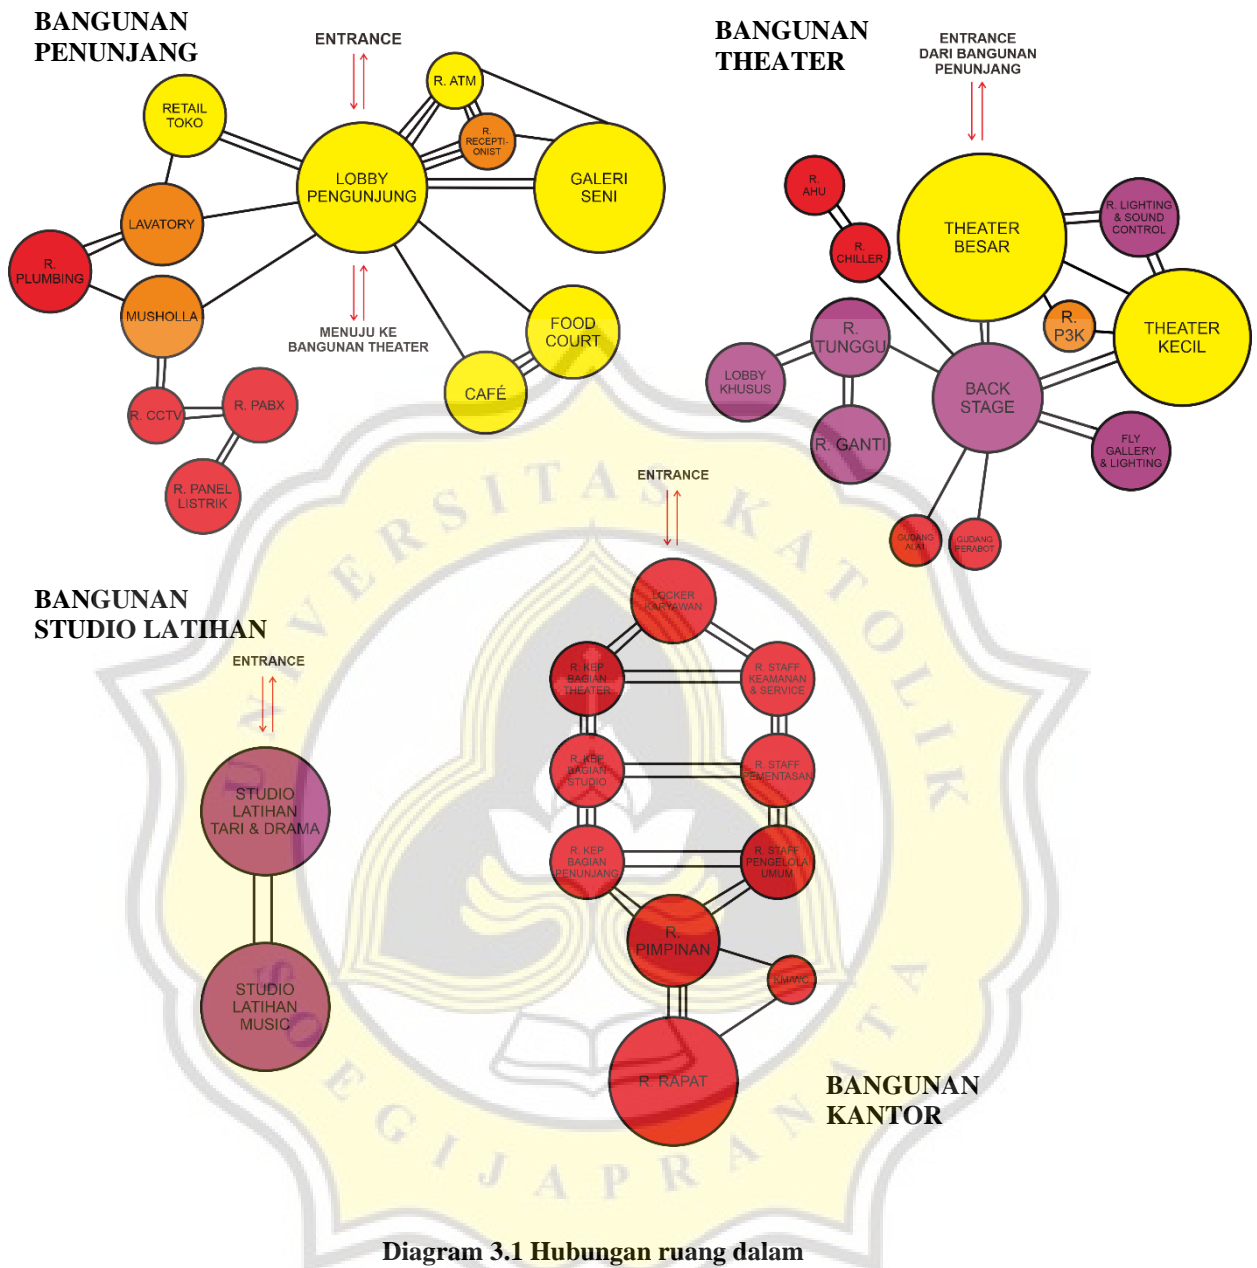 BANGUNAN
PENUNJANG
ENTRANCE
R. ATM
RETAIL
TOKO
R.
RECEPTI-
ONIST
LOBBY
PENGUNJUNG
GALERI
SENI
LAVATORY
R.
PLUMBING
MUSHOLLA
MENUJU KE
BANGUNAN THEATER
FOOD
COURT
CAFÉ
R. CCTV
R. PABX
R. PANEL
LISTRIK
BANGUNAN
THEATER
ENTRANCE
DARI BANGUNAN
PENUNJANG
R.
AHU
R.
CHILLER
THEATER
BESAR
R. LIGHTING
& SOUND
CONTROL
R.
P3K
THEATER
KECIL
R.
TUNGGU
LOBBY
KHUSUS
BACK
STAGE
R. GANTI
FLY
GALLERY
& LIGHTING
GUDANG
ALAT
GUDANG
PERABOT
BANGUNAN
STUDIO LATIHAN
ENTRANCE
STUDIO
LATIHAN
TARI & DRAMA
STUDIO
LATIHAN
MUSIC
ENTRANCE
LOCKER
KARYAWAN
R. KEP
BAGIAN
THEATER
R. STAFF
KEAMANAN
& SERVICE
R. KEP
BAGIAN
STUDIO
R. STAFF
PEMENTASAN
R. KEP
BAGIAN
PENUNJANG
R. STAFF
PENGELOLA
UMUM
R.
PIMPINAN
KM/WC
R. RAPAT
BANGUNAN
KANTOR
UNIVERSITAS KATOLIK
SOEGIJAPRANATA
Diagram 3.1 Hubungan ruang dalam